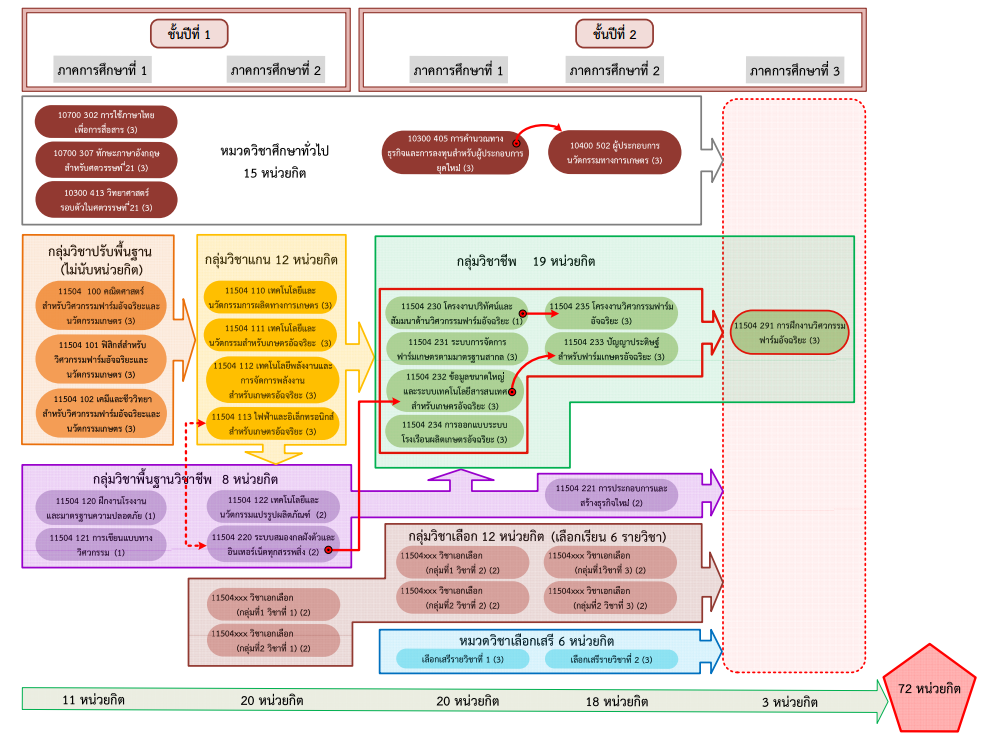 ชั้นปีที่ 1
ชั้นปีที่ 2
ภาคการศึกษาที่ 1
ภาคการศึกษาที่ 2
ภาคการศึกษาที่ 1
ภาคการศึกษาที่ 2
ภาคการศึกษาที่ 3
10700 302 การใช้ภาษาไทย
เพื่อการสื่อสาร (3)
10700 307 ทักษะภาษาอังกฤษ
สำหรับศตวรรษที่ 21 (3)
10300 413 วิทยาศาสตร์
รอบตัวในศตวรรษที่ 21 (3)
หมวดวิชาศึกษาทั่วไป
15 หน่วยกิต
10300 405 การคำนวณทาง
ธุรกิจและการลงทุนสำหรับผู้ประกอบการ
ยุคใหม่ (3)
10400 502 ผู้ประกอบการ
นวัตกรรมทางการเกษตร (3)
กลุ่มวิชาปรับพื้นฐาน
(ไม่นับหน่วยกิต)
11504 100 คณิตศาสตร์
สำหรับวิศวกรรมฟาร์มอัจฉริยะและ
นวัตกรรมเกษตร (3)
11504 101 ฟิสิกส์สำหรับ
วิศวกรรมฟาร์มอัจฉริยะและ
นวัตกรรมเกษตร (3)
11504 102 เคมีและชีววิทยา
สำหรับวิศวกรรมฟาร์มอัจฉริยะและ
นวัตกรรมเกษตร (3)
กลุ่มวิชาแกน 12 หน่วยกิต
11504 110 เทคโนโลยีและ
นวัตกรรมการผลิตทางการเกษตร (3)
11504 111 เทคโนโลยีและ
นวัตกรรมสำหรับเกษตรอัจฉริยะ (3)
11504 112 เทคโนโลยีพลังงานและ
การจัดการพลังงาน
สำหรับเกษตรอัจฉริยะ (3)
11504 113 ไฟฟ้าและอิเล็กทรอนิกส์
สำหรับเกษตรอัจฉริยะ (3)
กลุ่มวิชาชีพ 19 หน่วยกิต
11504 230 โครงงานปริทัศน์และ
สัมมนาด้านวิศวกรรมฟาร์มอัจฉริยะ (1)
11504 235 โครงงานวิศวกรรมฟาร์ม
อัจฉริยะ (3)
11504 231 ระบบการจัดการ
ฟาร์มเกษตรตามมาตรฐานสากล (3)
11504 233 ปัญญาประดิษฐ์
สำหรับฟาร์มเกษตรอัจฉริยะ (3)
11504 232 ข้อมูลขนาดใหญ่
และระบบเทคโนโลยีสารสนเทศ
สำหรับเกษตรอัจฉริยะ (3)
11504 234 การออกแบบระบบ
โรงเรือนผลิตเกษตรอัจฉริยะ (3)
11504 291 การฝึกงานวิศวกรรม
ฟาร์มอัจฉริยะ (3)
กลุ่มวิชาพื้นฐานวิชาชีพ 8 หน่วยกิต
11504 120 ฝึกงานโรงงาน
และมาตรฐานความปลอดภัย (1)
11504 122 เทคโนโลยีและ
นวัตกรรมแปรรูปผลิตภัณฑ์ (2)
11504 121 การเขียนแบบทาง
วิศวกรรม (1)
11504 220 ระบบสมองกลฝังตัวและ
อินเทอร์เน็ตทุกสรรพสิ่ง (2)
11504 221 การประกอบการและ
สร้างธุรกิจใหม่ (2)
กลุ่มวิชาเลือก 12 หน่วยกิต (เลือกเรียน 6 รายวิชา)
11504xxx วิชาเอกเลือก
(กลุ่มที่1 วิชาที่ 2) (2)
11504xxx วิชาเอกเลือก
(กลุ่มที่1วิชาที่ 3) (2)
11504xxx วิชาเอกเลือก
(กลุ่มที่2 วิชาที่ 2) (2)
11504xxx วิชาเอกเลือก
(กลุ่มที่2 วิชาที่ 3) (2)
11504xxx วิชาเอกเลือก
(กลุ่มที่1 วิชาที่ 1) (2)
11504xxx วิชาเอกเลือก
(กลุ่มที่2 วิชาที่ 1) (2)
หมวดวิชาเลือกเสรี 6 หน่วยกิต
เลือกเสรีรายวิชาที่ 1 (3)
เลือกเสรีรายวิชาที่ 2 (3)
11 หน่วยกิต
20 หน่วยกิต
20 หน่วยกิต
18 หน่วยกิต
3 หน่วยกิต
72 หน่วยกิต